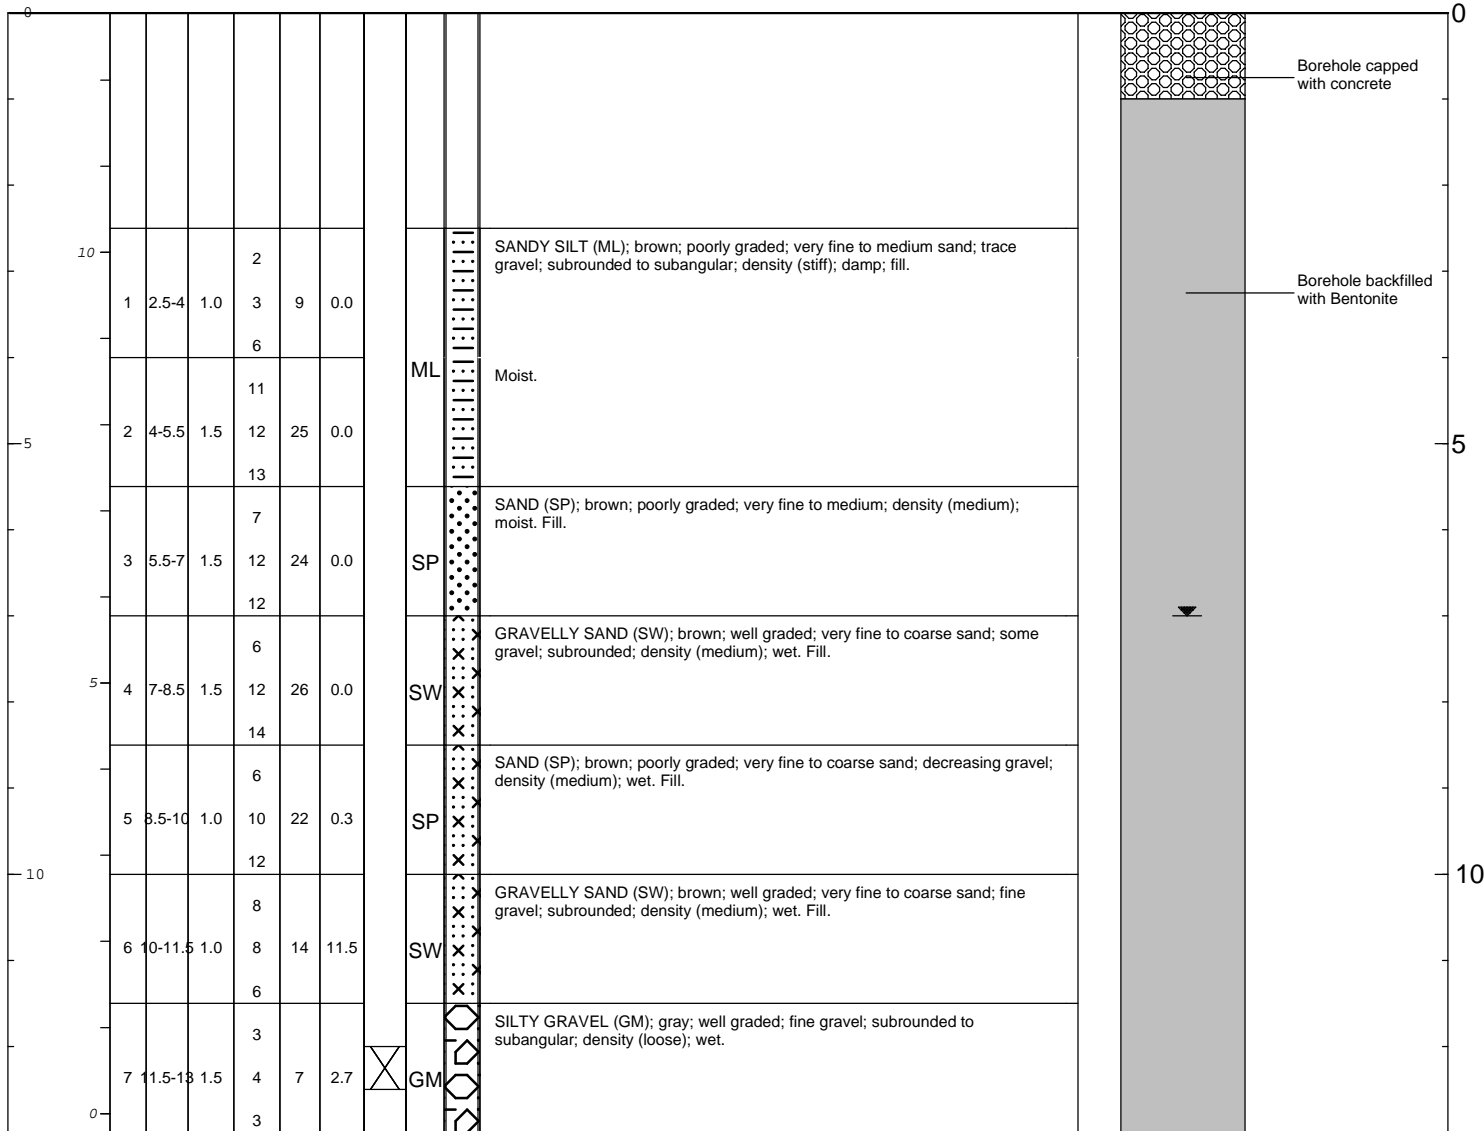 0
0
Borehole capped
with concrete
10
2
SANDY SILT (ML); brown; poorly graded; very fine to medium sand; trace
gravel; subrounded to subangular; density (stiff); damp; fill.
Borehole backfilled
with Bentonite
1 2.5-4 1.0 3 9 0.0
6
ML
Moist.
11
2 4-5.5 1.5 12 25 0.0
5
5
13
SAND (SP); brown; poorly graded; very fine to medium; density (medium);
moist. Fill.
7
3 5.5-7 1.5 12 24 0.0
SP
12
GRAVELLY SAND (SW); brown; well graded; very fine to coarse sand; some
gravel; subrounded; density (medium); wet. Fill.
6
5
4 7-8.5 1.5 12 26 0.0
SW
14
SAND (SP); brown; poorly graded; very fine to coarse sand; decreasing gravel;
density (medium); wet. Fill.
6
5 8.5-10 1.0 10 22 0.3
SP
12
10
10
GRAVELLY SAND (SW); brown; well graded; very fine to coarse sand; fine
gravel; subrounded; density (medium); wet. Fill.
8
6 10-11.5 1.0 8 14 11.5
SW
6
SILTY GRAVEL (GM); gray; well graded; fine gravel; subrounded to
subangular; density (loose); wet.
3
7 11.5-13 1.5 4 7 2.7
GM
0
3